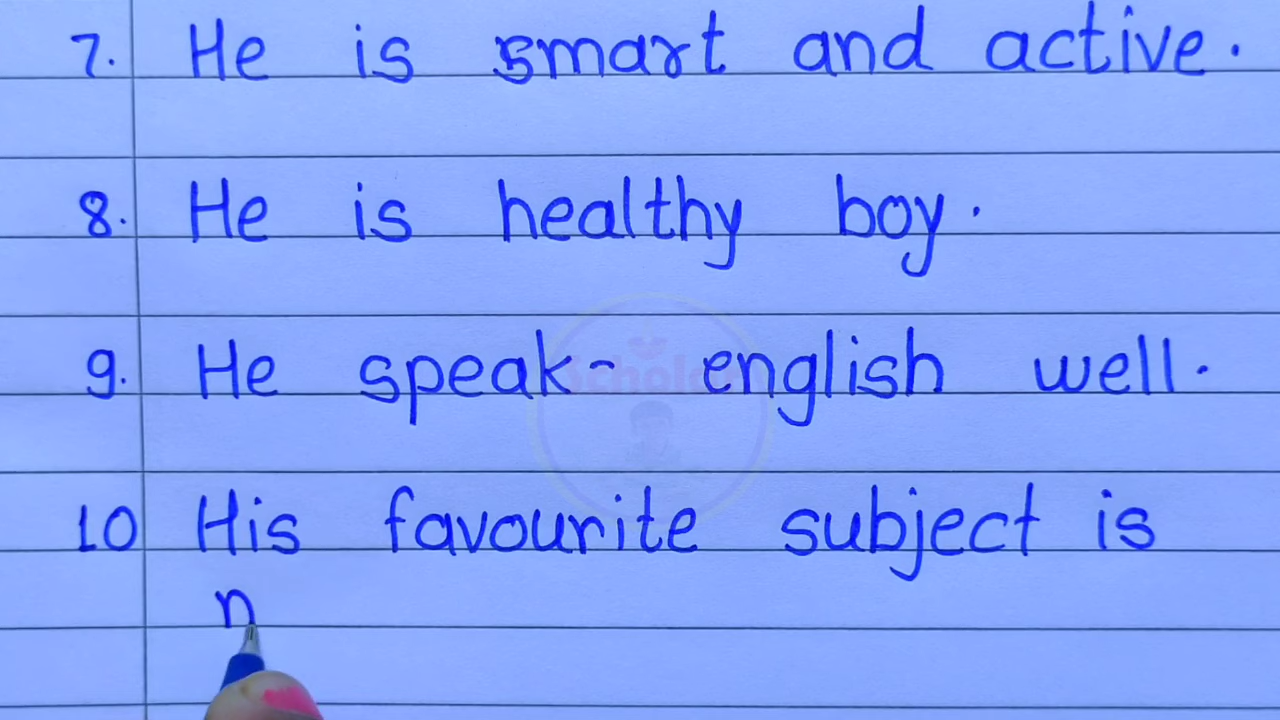 7. He is smart and active.
8. He is healthy boy.
9. He speak- english well.
10 His favourite subject is
n